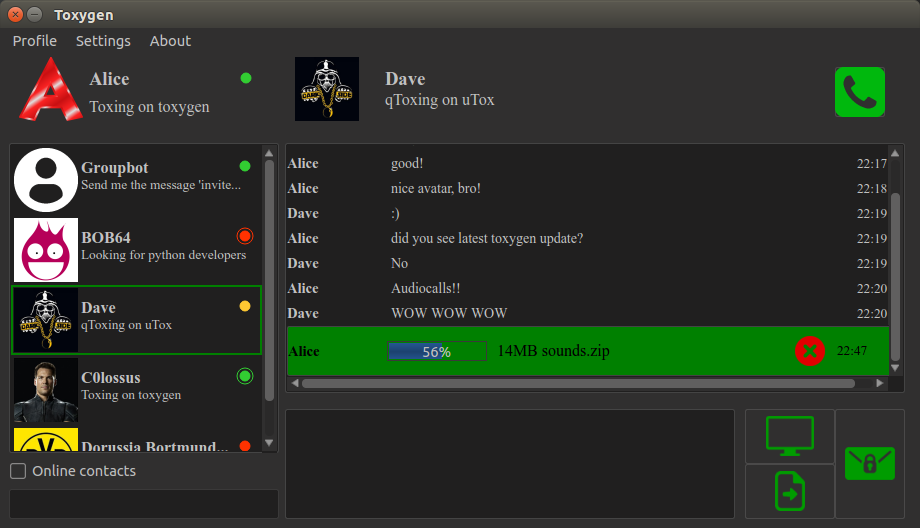 Toxygen
Profile Settings About
Alice
Toxing on toxygen
Dave
qToxing on uTox
Groupbot
Send me the message 'invite...
BOB64
Looking for python developers
Dave
qToxing on uTox
C0lossus
Toxing on toxygen
Dorussia Bortmund...
Online contacts
Alice good! 22:17
Alice nice avatar, bro! 22:18
Dave :) 22:19
Alice did you see latest toxygen update? 22:19
Dave No 22:19
Alice Audiocalls!! 22:20
Dave WOW WOW WOW 22:20
Alice 56% 14MB sounds.zip 22:47